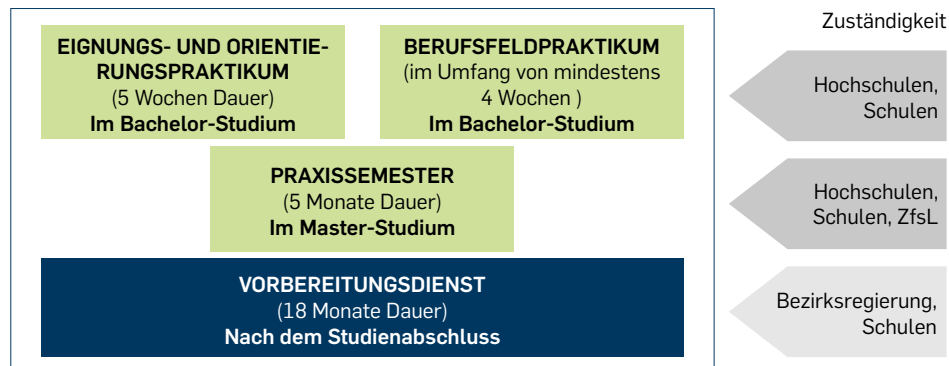 Zuständigkeit
EIGNUNGS- UND ORIENTIE-
RUNGSPRAKTIKUM
(5 Wochen Dauer)
Im Bachelor-Studium
BERUFSFELDPRAKTIKUM
(im Umfang von mindestens
4 Wochen )
Im Bachelor-Studium
Hochschulen,
Schulen
PRAXISSEMESTER
(5 Monate Dauer)
Im Master-Studium
Hochschulen,
Schulen, ZfsL
VORBEREITUNGSDIENST
(18 Monate Dauer)
Nach dem Studienabschluss
Bezirksregierung,
Schulen